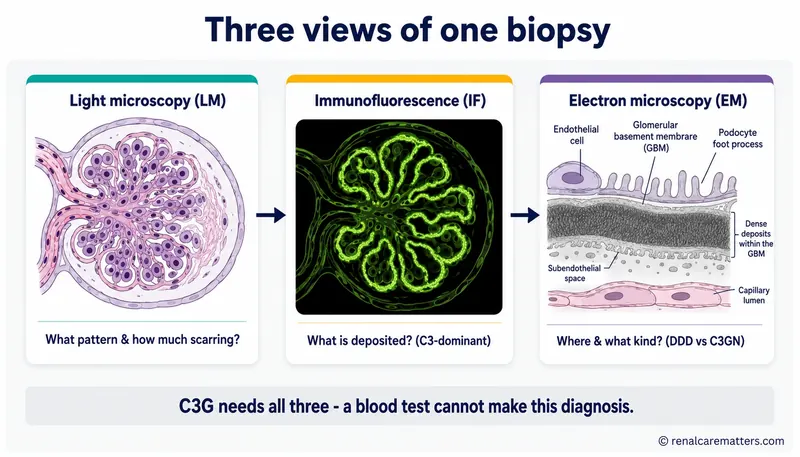 Three views of one biopsy
Light microscopy (LM)
What pattern & how much scarring?
Immunofluorescence (IF)
What is deposited? (C3-dominant)
Electron microscopy (EM)
Endothelial
cell
Glomerular
basement membrane
(GBM)
Podocyte
foot process
Dense
deposits
within the
GBM
Subendothelial
space
Capillary
lumen
Where & what kind? (DDD vs C3GN)
C3G needs all three - a blood test cannot make this diagnosis.
© renalcarematters.com